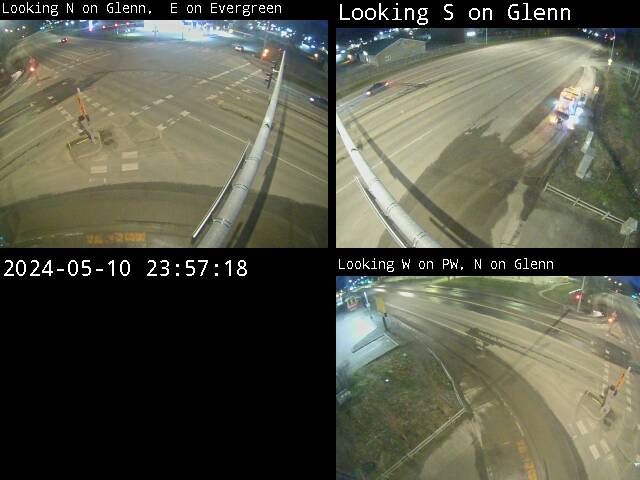 Looking N on Glenn, E on Evergreen
Looking S on Glenn
2024-05-10 23:57:18
Looking W on PW, N on Glenn